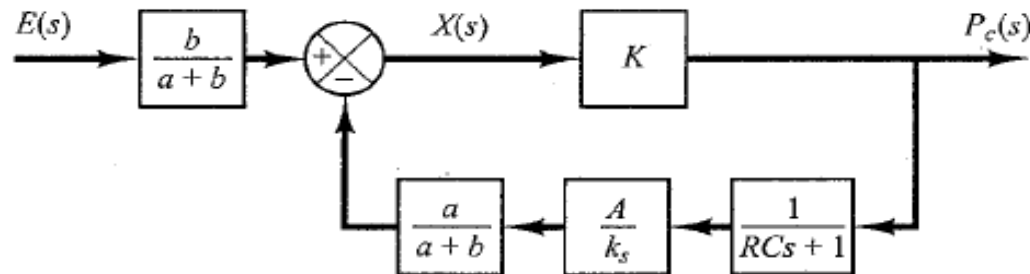 E(s)
b
a + b
+
−
X(s)
K
P_c(s)
a
a + b
A
k_s
1
RCs + 1